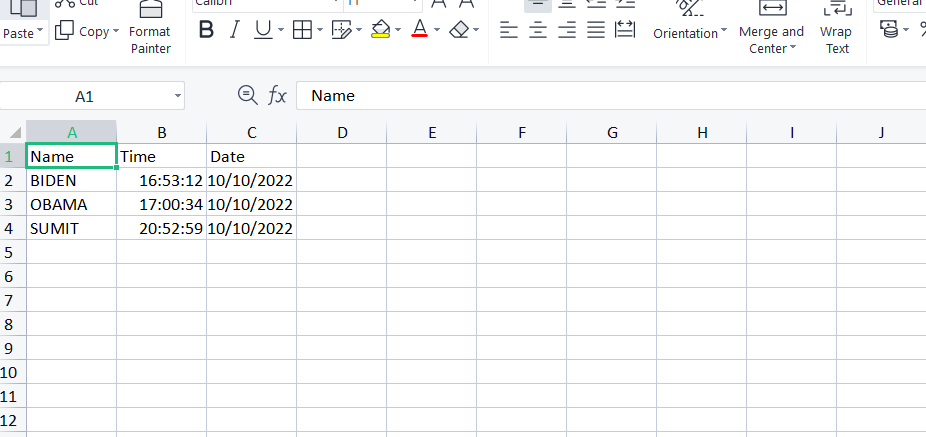 Calibri 11 General
Cut
Paste Copy Format Painter B I U A Orientation Merge and Center Wrap Text
A1 fx Name
A B C D E F G H I J
1 Name Time Date
2 BIDEN 16:53:12 10/10/2022
3 OBAMA 17:00:34 10/10/2022
4 SUMIT 20:52:59 10/10/2022
5
6
7
8
9
10
11
12